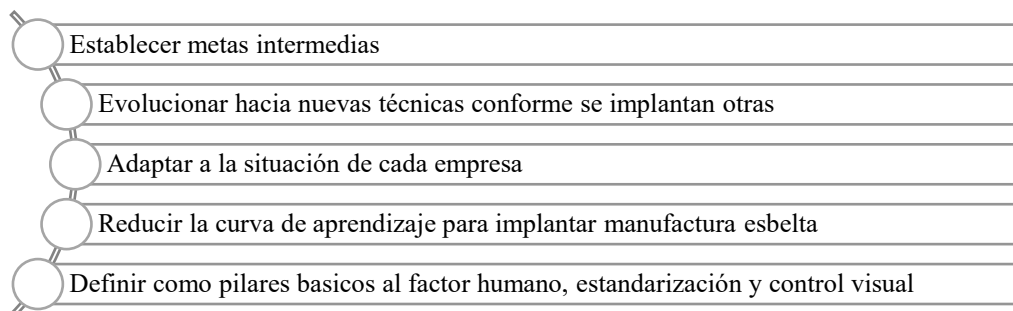 Establecer metas intermedias
Evolucionar hacia nuevas técnicas conforme se implantan otras
Adaptar a la situación de cada empresa
Reducir la curva de aprendizaje para implantar manufactura esbelta
Definir como pilares basicos al factor humano, estandarización y control visual